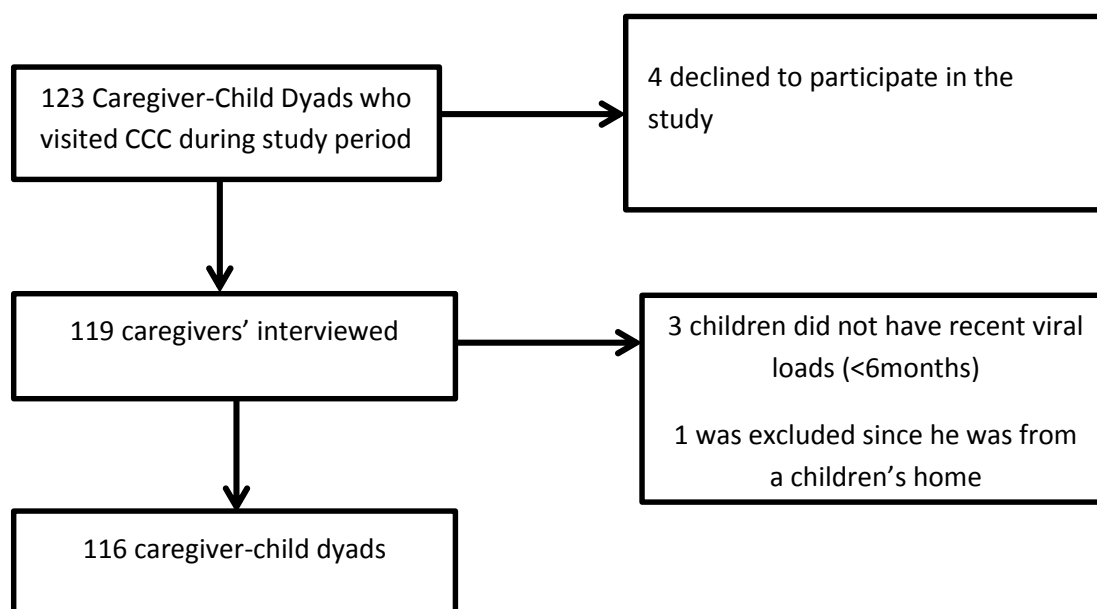 123 Caregiver-Child Dyads who
visited CCC during study period
4 declined to participate in the
study
119 caregivers’ interviewed
3 children did not have recent viral
loads (<6months)
1 was excluded since he was from
a children’s home
116 caregiver-child dyads